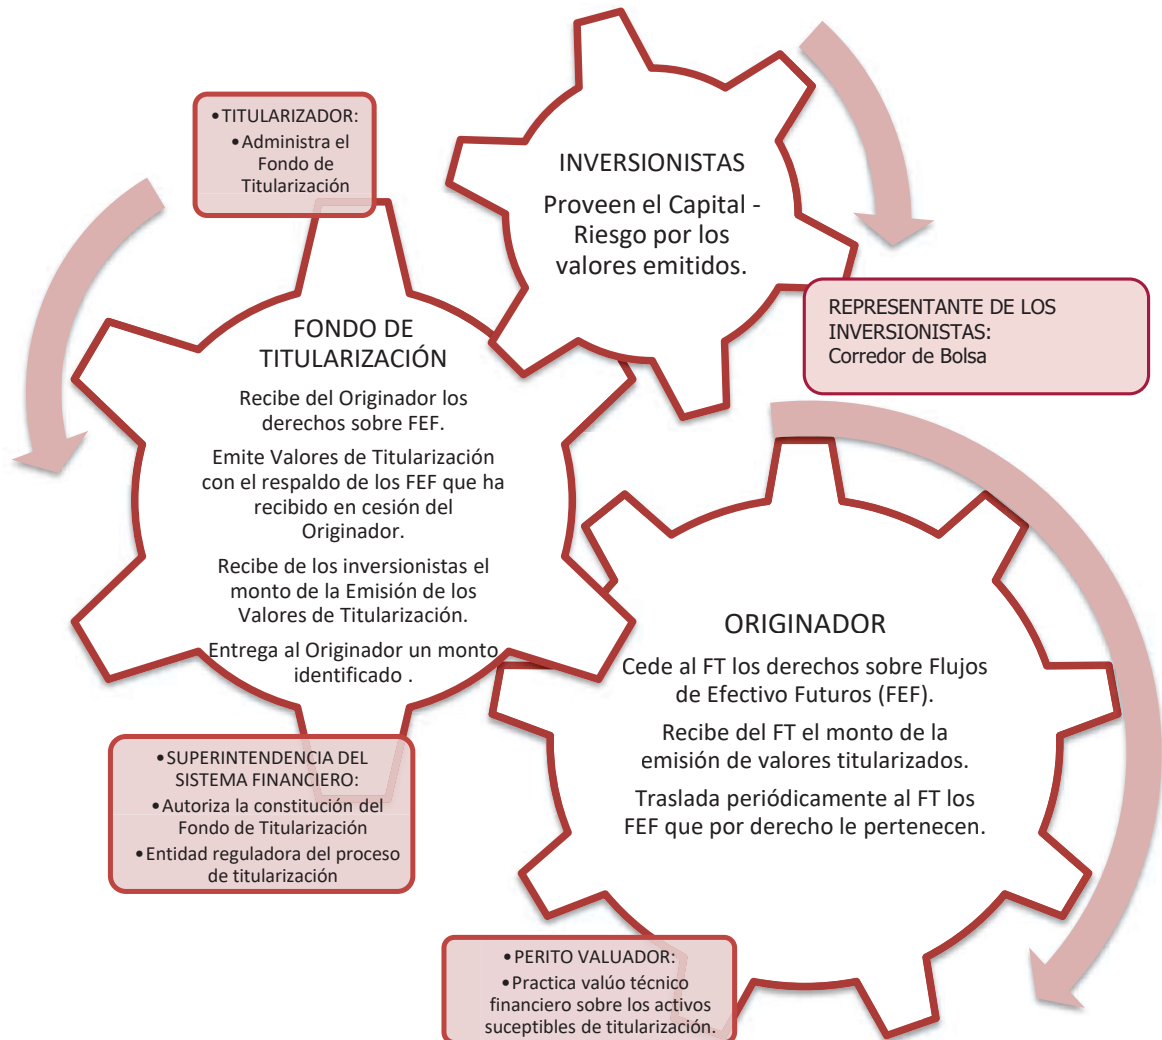 •TITULARIZADOR:
•Administra el
Fondo de
Titularización
INVERSIONISTAS
Proveen el Capital -
Riesgo por los
valores emitidos.
REPRESENTANTE DE LOS
INVERSIONISTAS:
Corredor de Bolsa
FONDO DE
TITULARIZACIÓN
Recibe del Originador los
derechos sobre FEF.
Emite Valores de Titularización
con el respaldo de los FEF que ha
recibido en cesión del
Originador.
Recibe de los inversionistas el
monto de la Emisión de los
Valores de Titularización.
Entrega al Originador un monto
identificado .
ORIGINADOR
Cede al FT los derechos sobre Flujos
de Efectivo Futuros (FEF).
Recibe del FT el monto de la
emisión de valores titularizados.
Traslada periódicamente al FT los
FEF que por derecho le pertenecen.
•SUPERINTENDENCIA DEL
SISTEMA FINANCIERO:
•Autoriza la constitución del
Fondo de Titularización
•Entidad reguladora del proceso
de titularización
•PERITO VALUADOR:
•Practica valúo técnico
financiero sobre los activos
suceptibles de titularización.